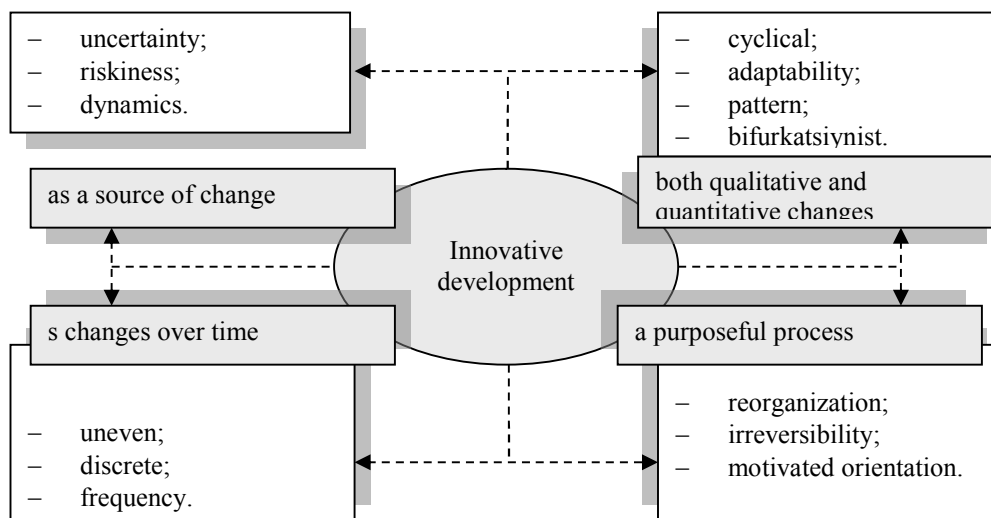 – uncertainty;
– riskiness;
– dynamics.
– cyclical;
– adaptability;
– pattern;
– bifurkatsiynist.
as a source of change
both qualitative and
quantitative changes
Innovative
development
s changes over time
a purposeful process
– uneven;
– discrete;
– frequency.
– reorganization;
– irreversibility;
– motivated orientation.